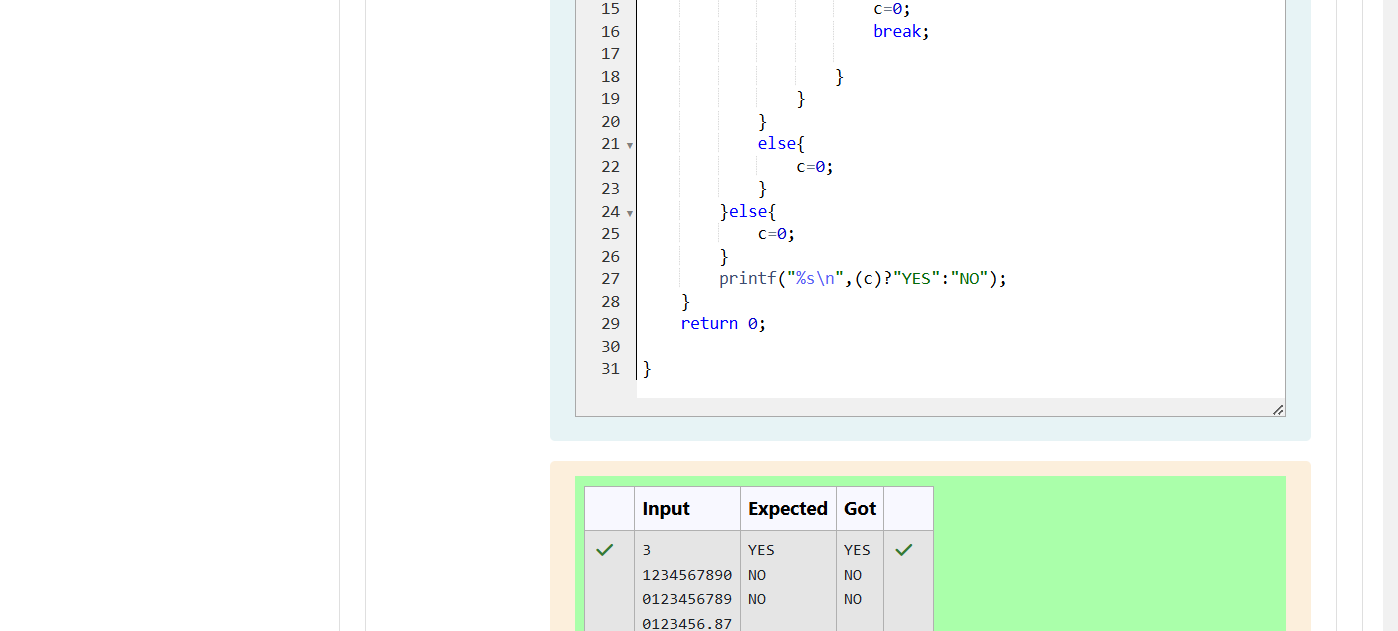 15 c=0;
16 break;
17
18 }
19 }
20 }
21 else{
22 c=0;
23 }
24 }else{
25 c=0;
26 }
27 printf("%s\n",(c)?"YES":"NO");
28 }
29 return 0;
30
31 }
Input Expected Got
3 YES YES
1234567890 NO NO
0123456789 NO NO
0123456.87